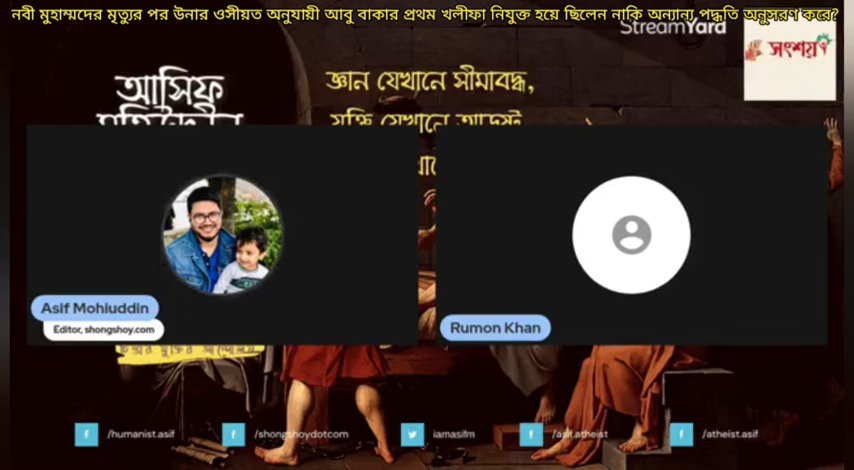 নবী মুহাম্মদের মৃত্যুর পর উনার ওসীয়ত অনুযায়ী আবু বাকার প্রথম খলীফা নিযুক্ত হয়ে ছিলেন নাকি অন্যান্য পদ্ধতি অনুসরণ করে?
StreamYard
সংশয়
আসিফ
জ্ঞান যেখানে সীমাবদ্ধ,
যুক্তি যেখানে আড়ষ্ট
Asif Mohiuddin
Editor, shongshoy.com
Rumon Khan
/humanist.asif
/shongshoydotcom
iamasifm
/asif.atheist
/atheist.asif